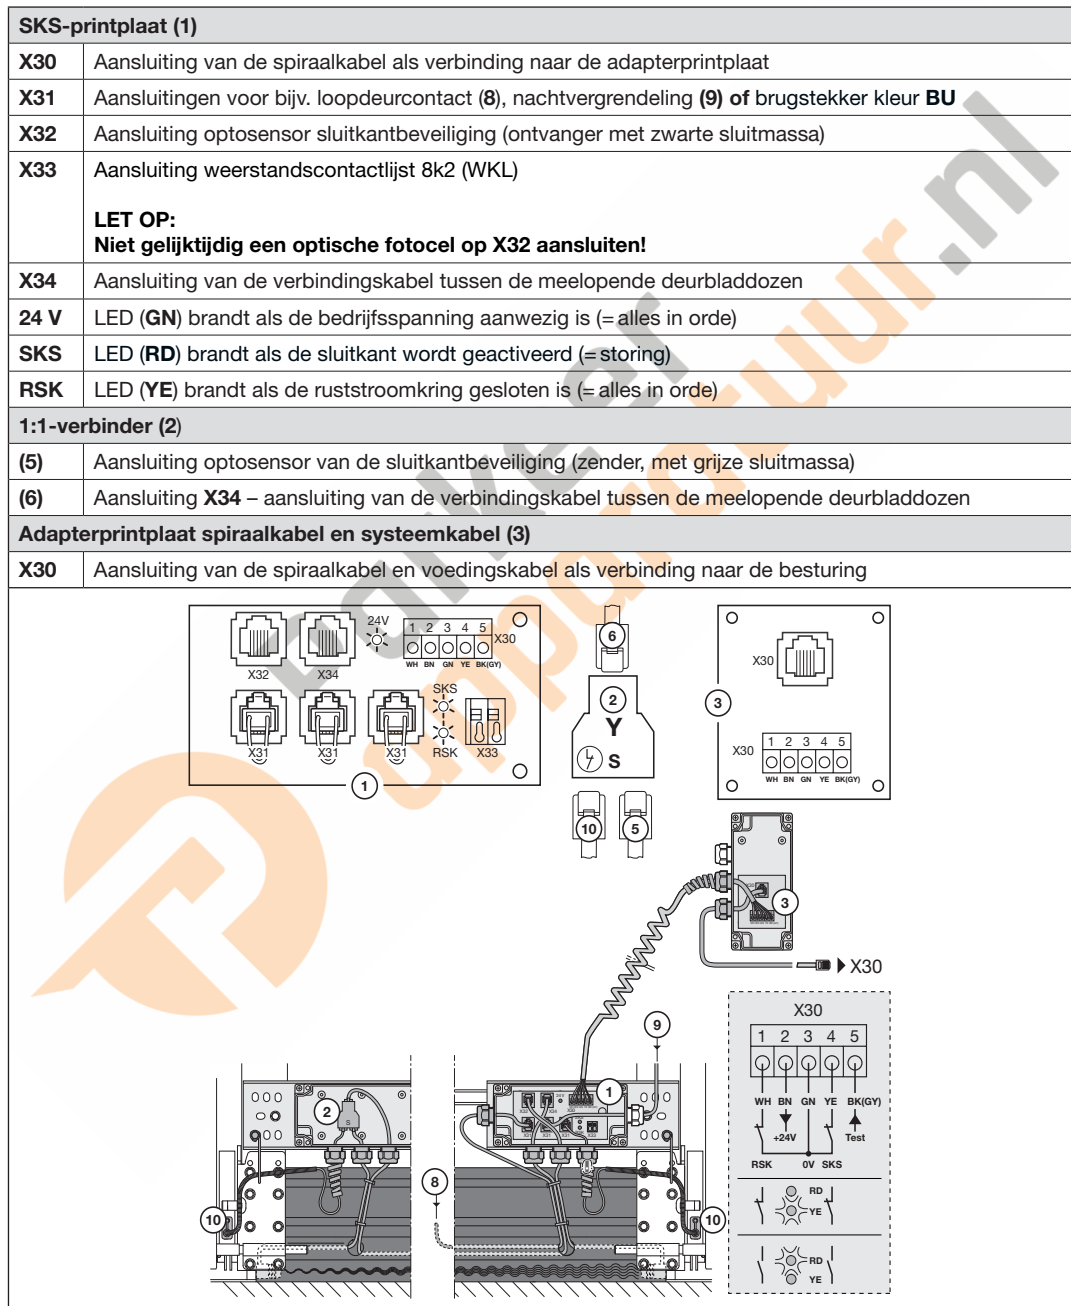 SKS-printplaat (1)
X30 Aansluiting van de spiraalkabel als verbinding naar de adapterprintplaat
X31 Aansluitingen voor bijv. loopdeurcontact (8), nachtvergrendeling (9) of brugstekker kleur BU
X32 Aansluiting optosensor sluitkantbeveiliging (ontvanger met zwarte sluitmassa)
X33 Aansluiting weerstandscontactlijst 8k2 (WKL)
LET OP:
Niet gelijktijdig een optische fotocel op X32 aansluiten!
X34 Aansluiting van de verbindingskabel tussen de meelopende deurbladdozen
24 V LED (GN) brandt als de bedrijfsspanning aanwezig is (= alles in orde)
SKS LED (RD) brandt als de sluitkant wordt geactiveerd (= storing)
RSK LED (YE) brandt als de ruststroomkring gesloten is (= alles in orde)
1:1-verbinder (2)
(5) Aansluiting optosensor van de sluitkantbeveiliging (zender, met grijze sluitmassa)
(6) Aansluiting X34 – aansluiting van de verbindingskabel tussen de meelopende deurbladdozen
Adapterprintplaat spiraalkabel en systeemkabel (3)
X30 Aansluiting van de spiraalkabel en voedingskabel als verbinding naar de besturing
parkeer
apparatuur.nl
X32
X34
24V
1 2 3 4 5
X30
WH BN GN YE BK(GY)
SKS
X31
X31
X31
RSK
X33
1
6
2
Y
S
10
5
X30
3
X30
1 2 3 4 5
WH BN GN YE BK(GY)
3
X30
9
1
2
S
8
10
10
X30
1 2 3 4 5
WH BN GN YE BK(GY)
+24V
Test
RSK 0V SKS
RD
YE
RD
YE